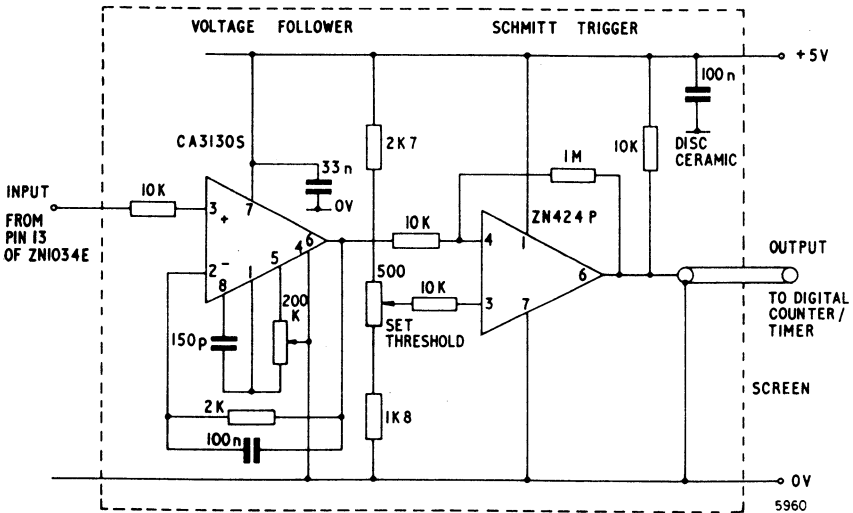 VOLTAGE FOLLOWER
SCHMITT TRIGGER
+5V
100n
CA3130S
2K7
10K
DISC
CERAMIC
1M
33n
0V
INPUT
FROM
PIN 13
OF ZN1034E
10K
3
+
7
6
4
2
-
8
1
5
10K
4
1
ZN424P
6
3
7
500
10K
SET
THRESHOLD
OUTPUT
TO DIGITAL
COUNTER/
TIMER
200
K
150p
2K
100n
1K8
SCREEN
0V
5960